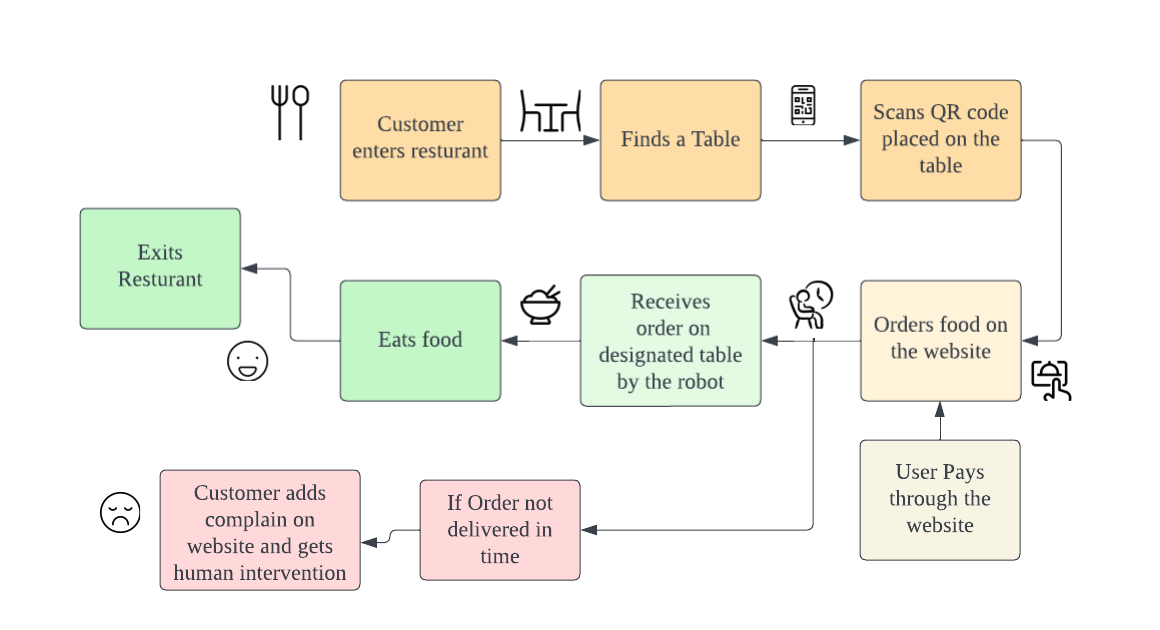 Customer
enters resturant
Finds a Table
Scans QR code
placed on the
table
Exits
Resturant
Eats food
Receives
order on
designated table
by the robot
Orders food on
the website
User Pays
through the
website
Customer adds
complain on
website and gets
human intervention
If Order not
delivered in
time